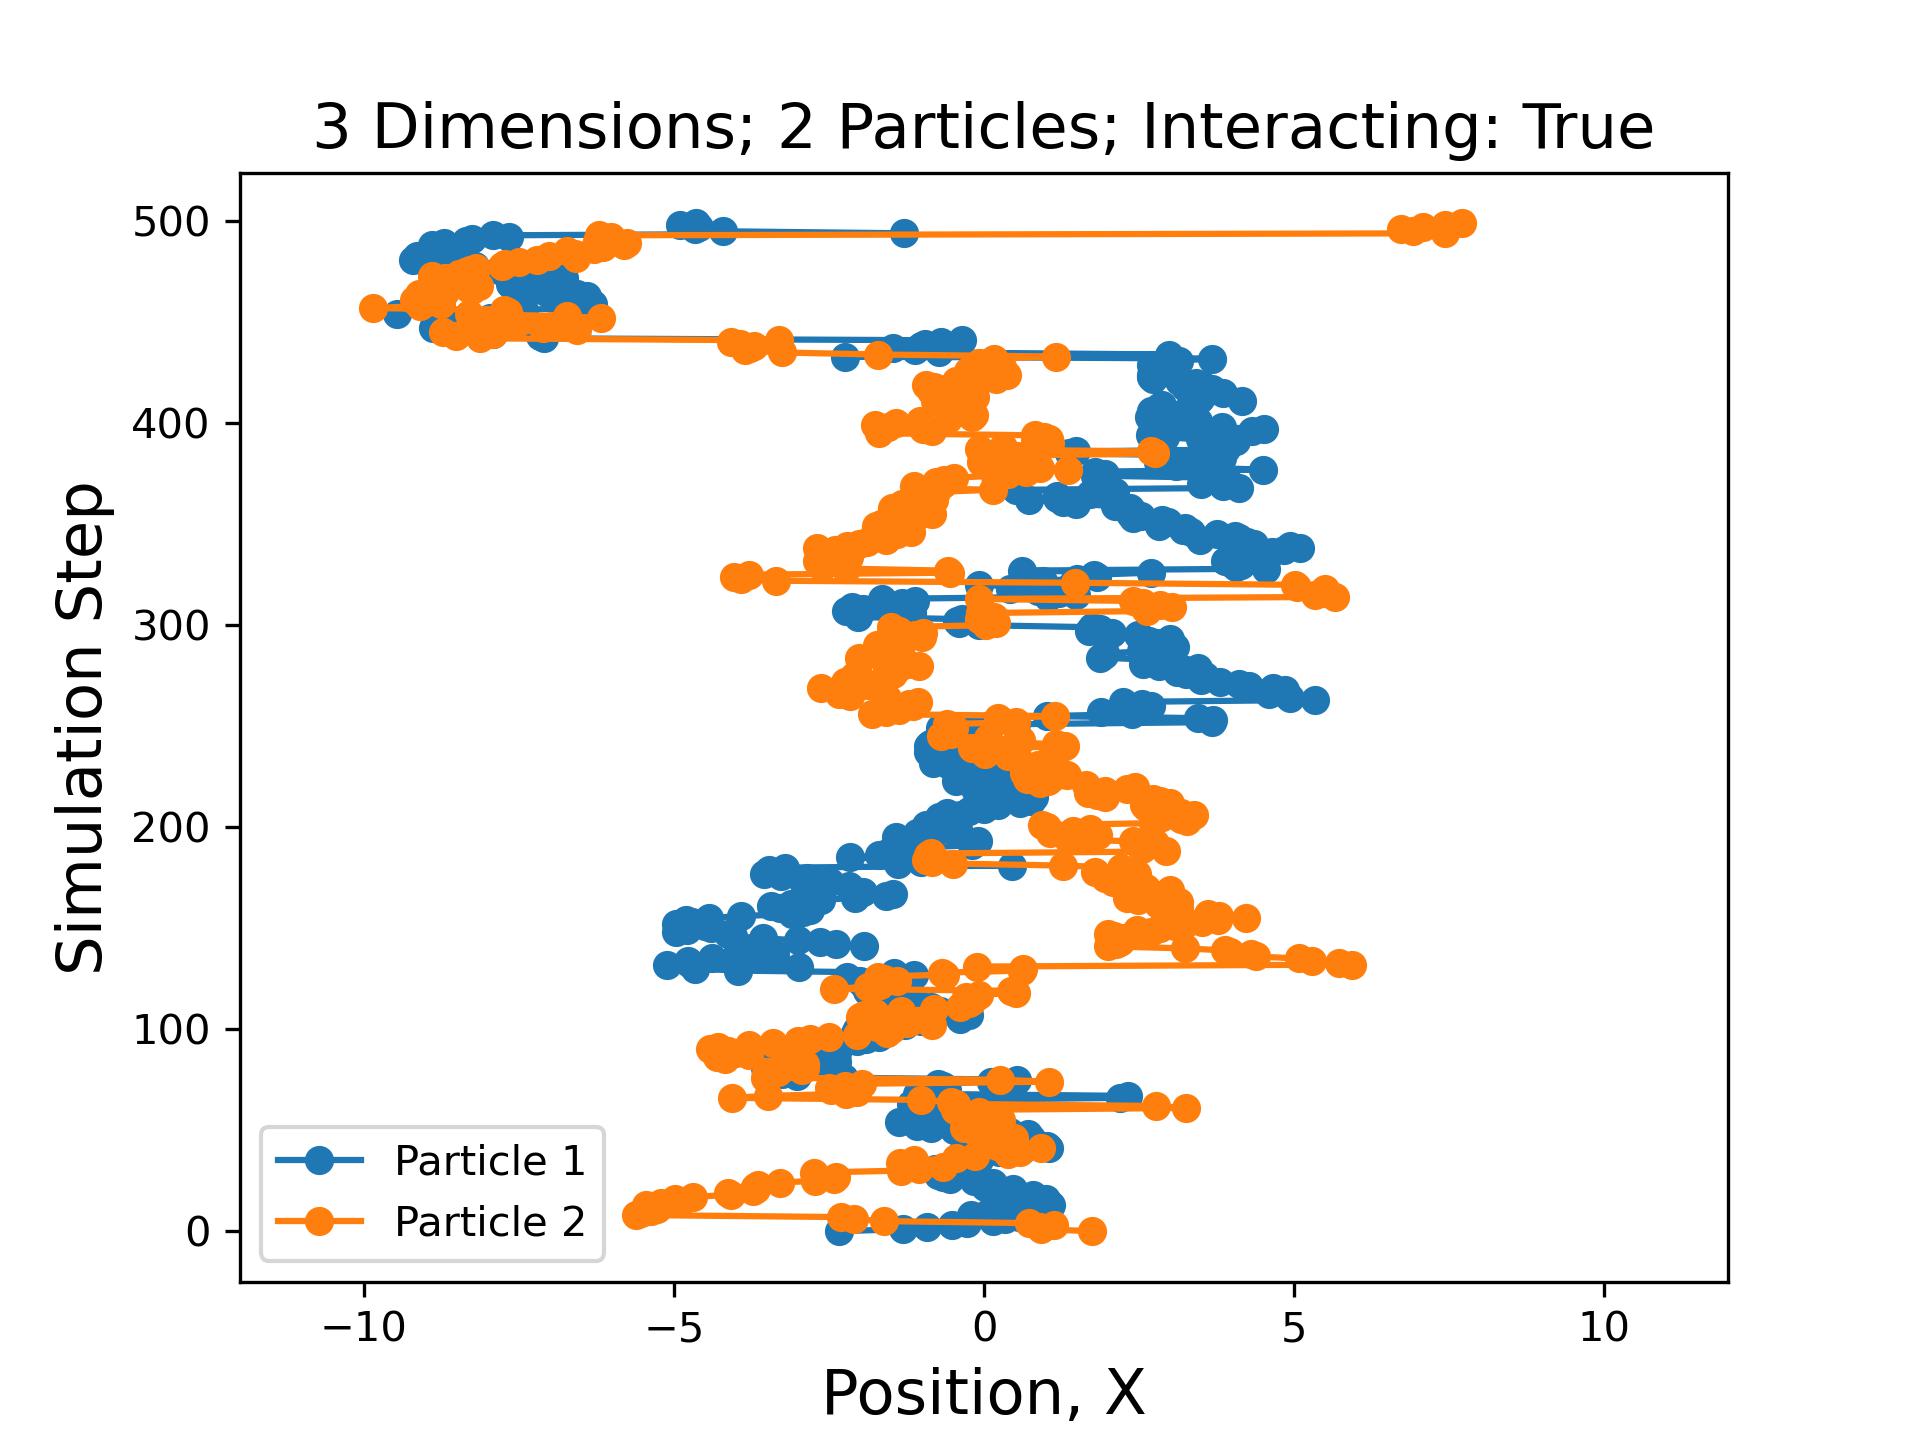 3 Dimensions; 2 Particles; Interacting: True
Simulation Step
500
400
300
200
100
0
Particle 1
Particle 2
−10
−5
0
5
10
Position, X